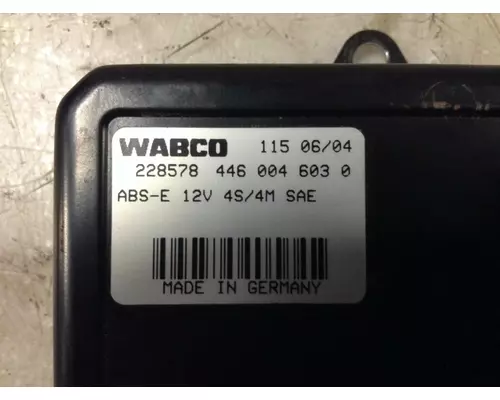 WABCO 115 06/04
228578 446 004 603 0
ABS-E 12V 4S/4M SAE
MADE IN GERMANY